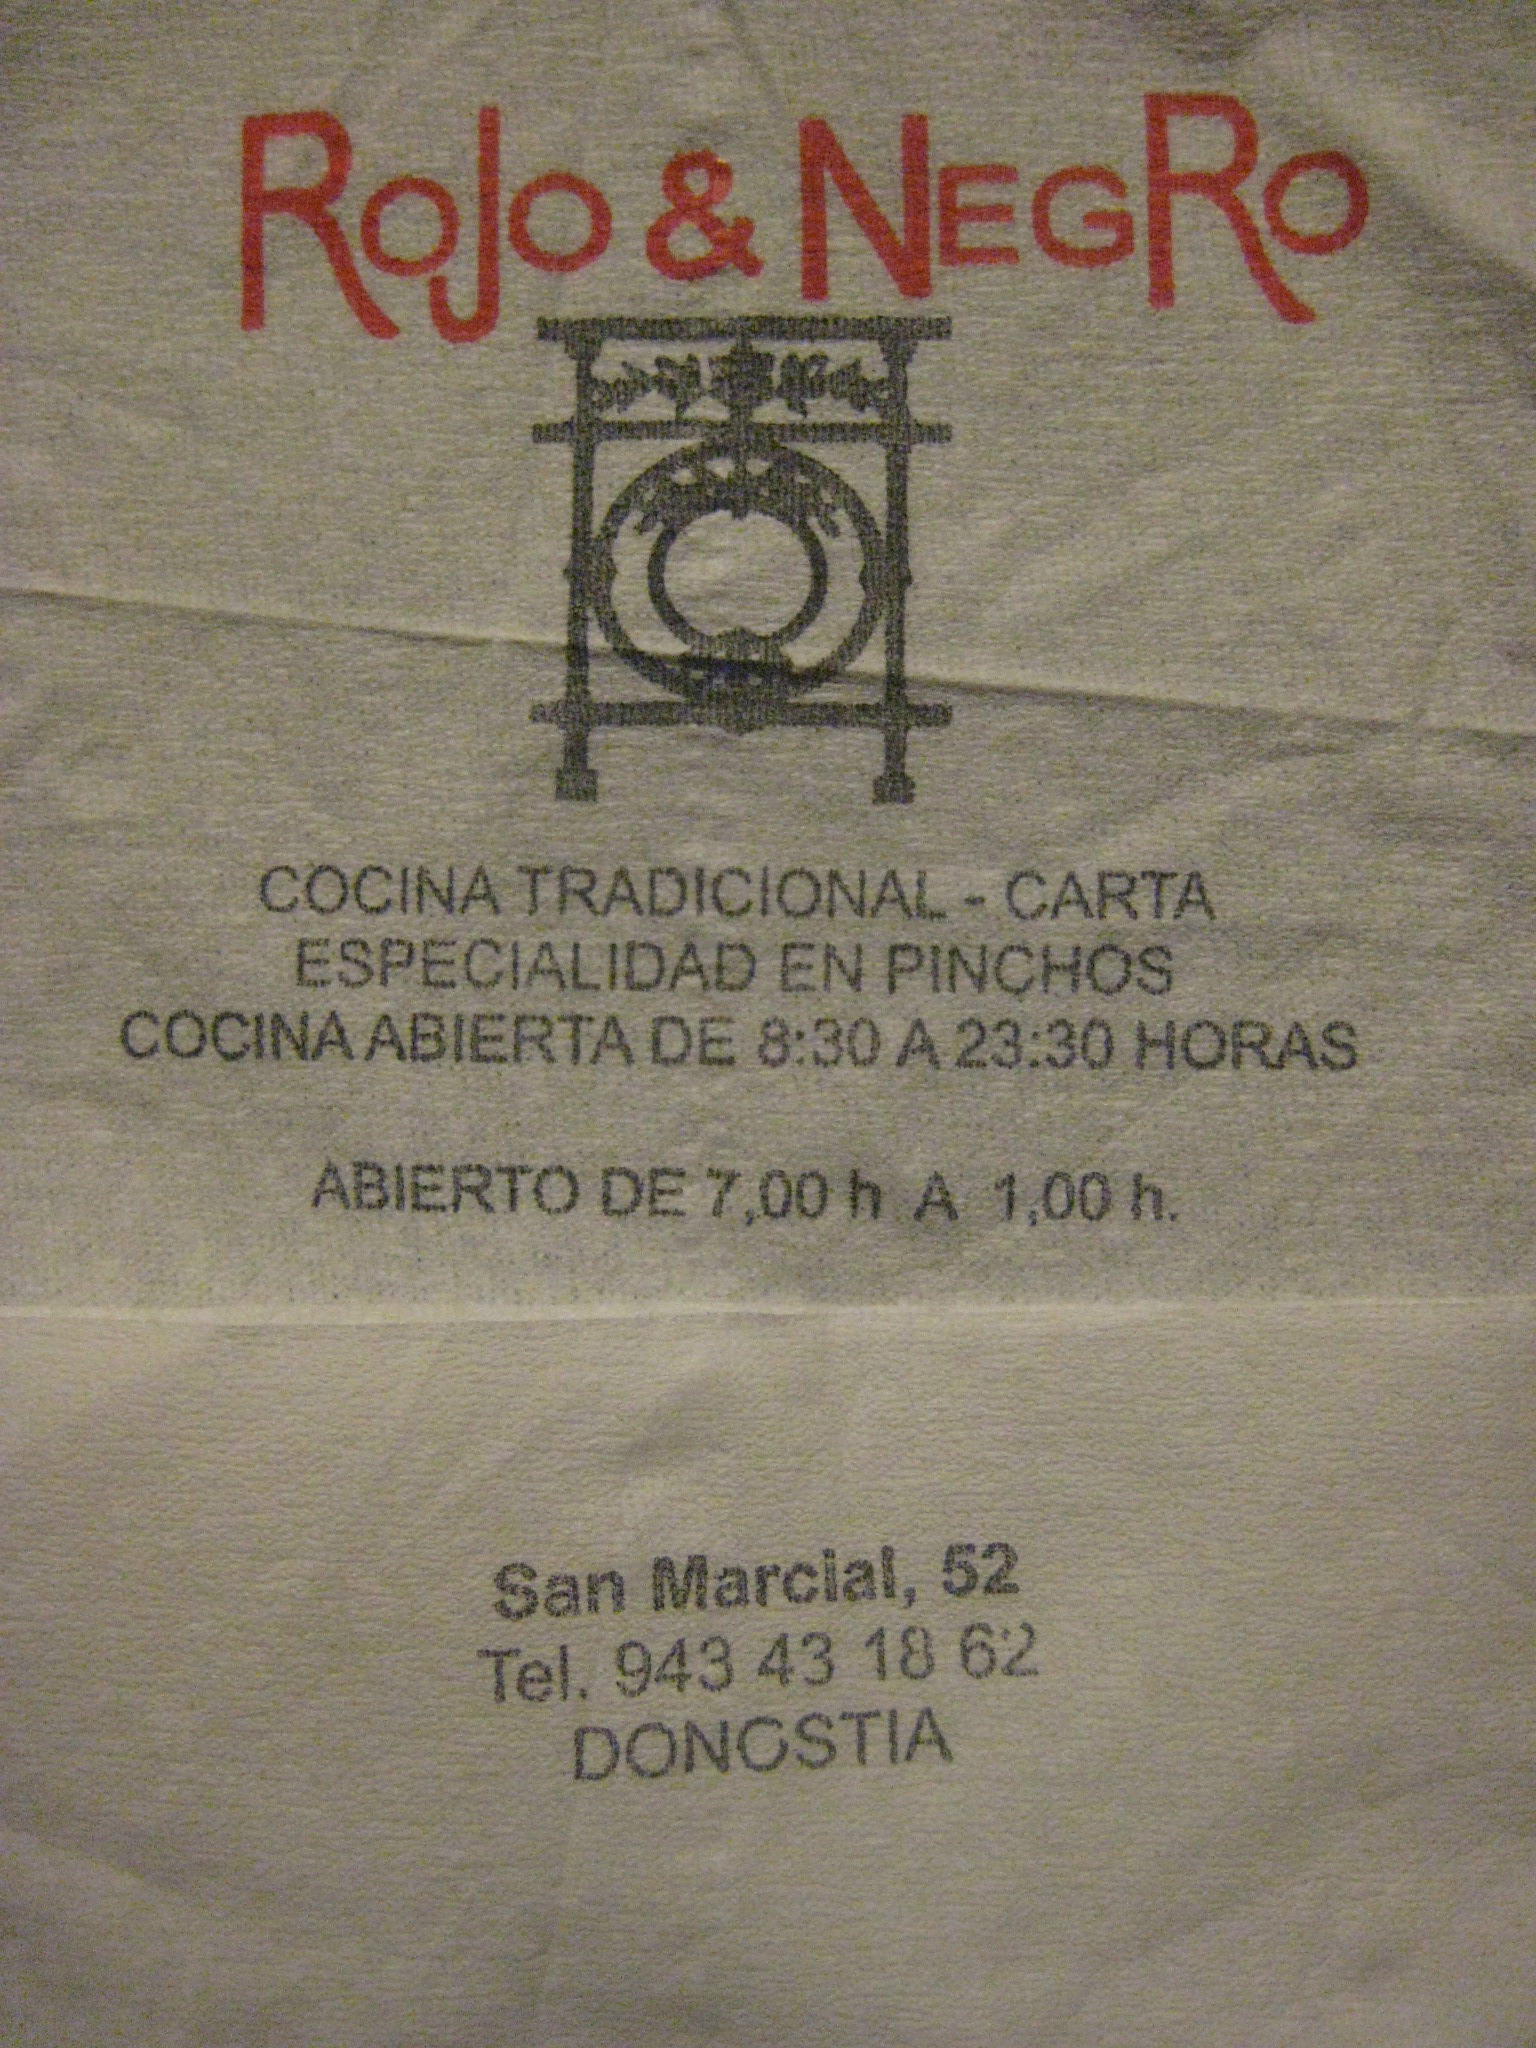 ROJO & NEGRO
COCINA TRADICIONAL - CARTA
ESPECIALIDAD EN PINCHOS
COCINA ABIERTA DE 8:30 A 23:30 HORAS
ABIERTO DE 7,00 h A 1,00 h.
San Marcial, 52
Tel. 943 43 18 62
DONOSTIA